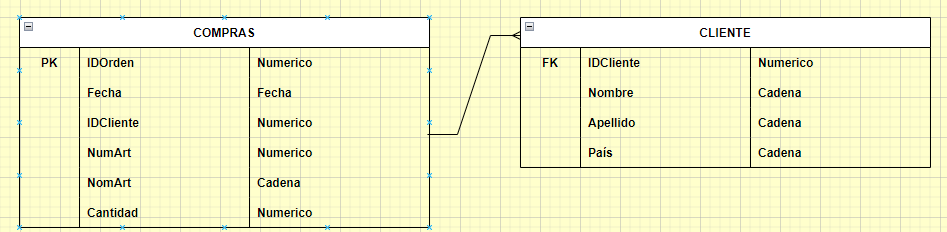 COMPRAS
PK IDOrden Numerico
Fecha Fecha
IDCliente Numerico
NumArt Numerico
NomArt Cadena
Cantidad Numerico
CLIENTE
FK IDCliente Numerico
Nombre Cadena
Apellido Cadena
País Cadena